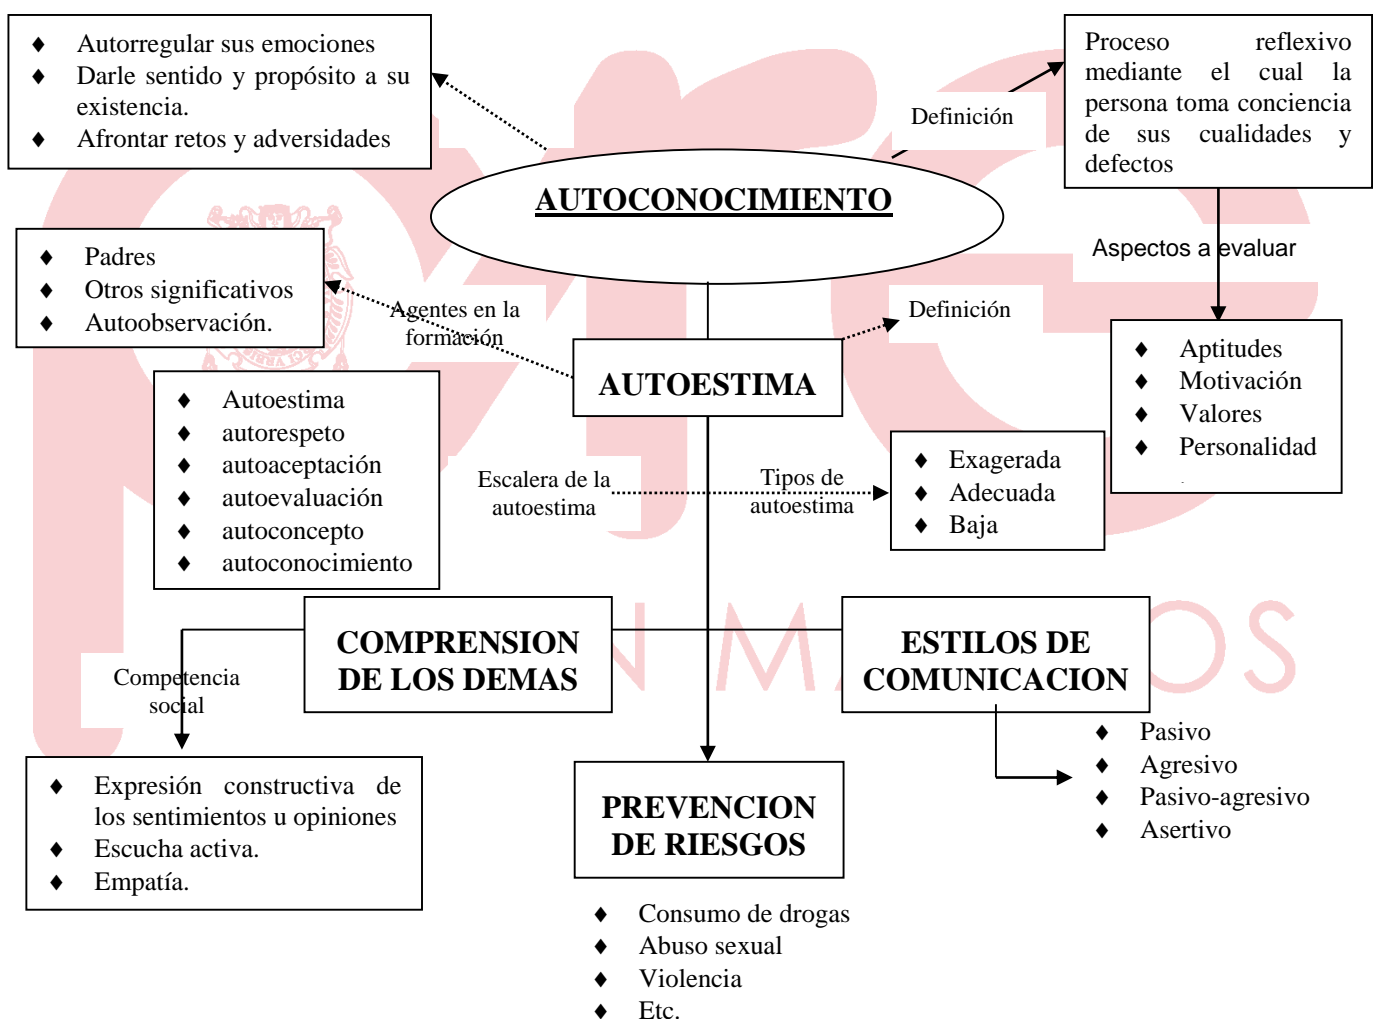 Autorregular sus emociones
Darle sentido y propósito a su
existencia.
Afrontar retos y adversidades
Definición
Proceso reflexivo
mediante el cual la
persona toma conciencia
de sus cualidades y
defectos
AUTOCONOCIMIENTO
Aspectos a evaluar
Padres
Otros significativos
Autoobservación.
Agentes en la
formación
Definición
AUTOESTIMA
Aptitudes
Motivación
Valores
Personalidad
Autoestima
autorespeto
autoaceptación
autoevaluación
autoconcepto
autoconocimiento
Escalera de la
autoestima
Tipos de
autoestima
Exagerada
Adecuada
Baja
COMPRENSION
DE LOS DEMAS
ESTILOS DE
COMUNICACION
Competencia
social
Pasivo
Agresivo
Pasivo-agresivo
Asertivo
Expresión constructiva de
los sentimientos u opiniones
Escucha activa.
Empatía.
PREVENCION
DE RIESGOS
Consumo de drogas
Abuso sexual
Violencia
Etc.